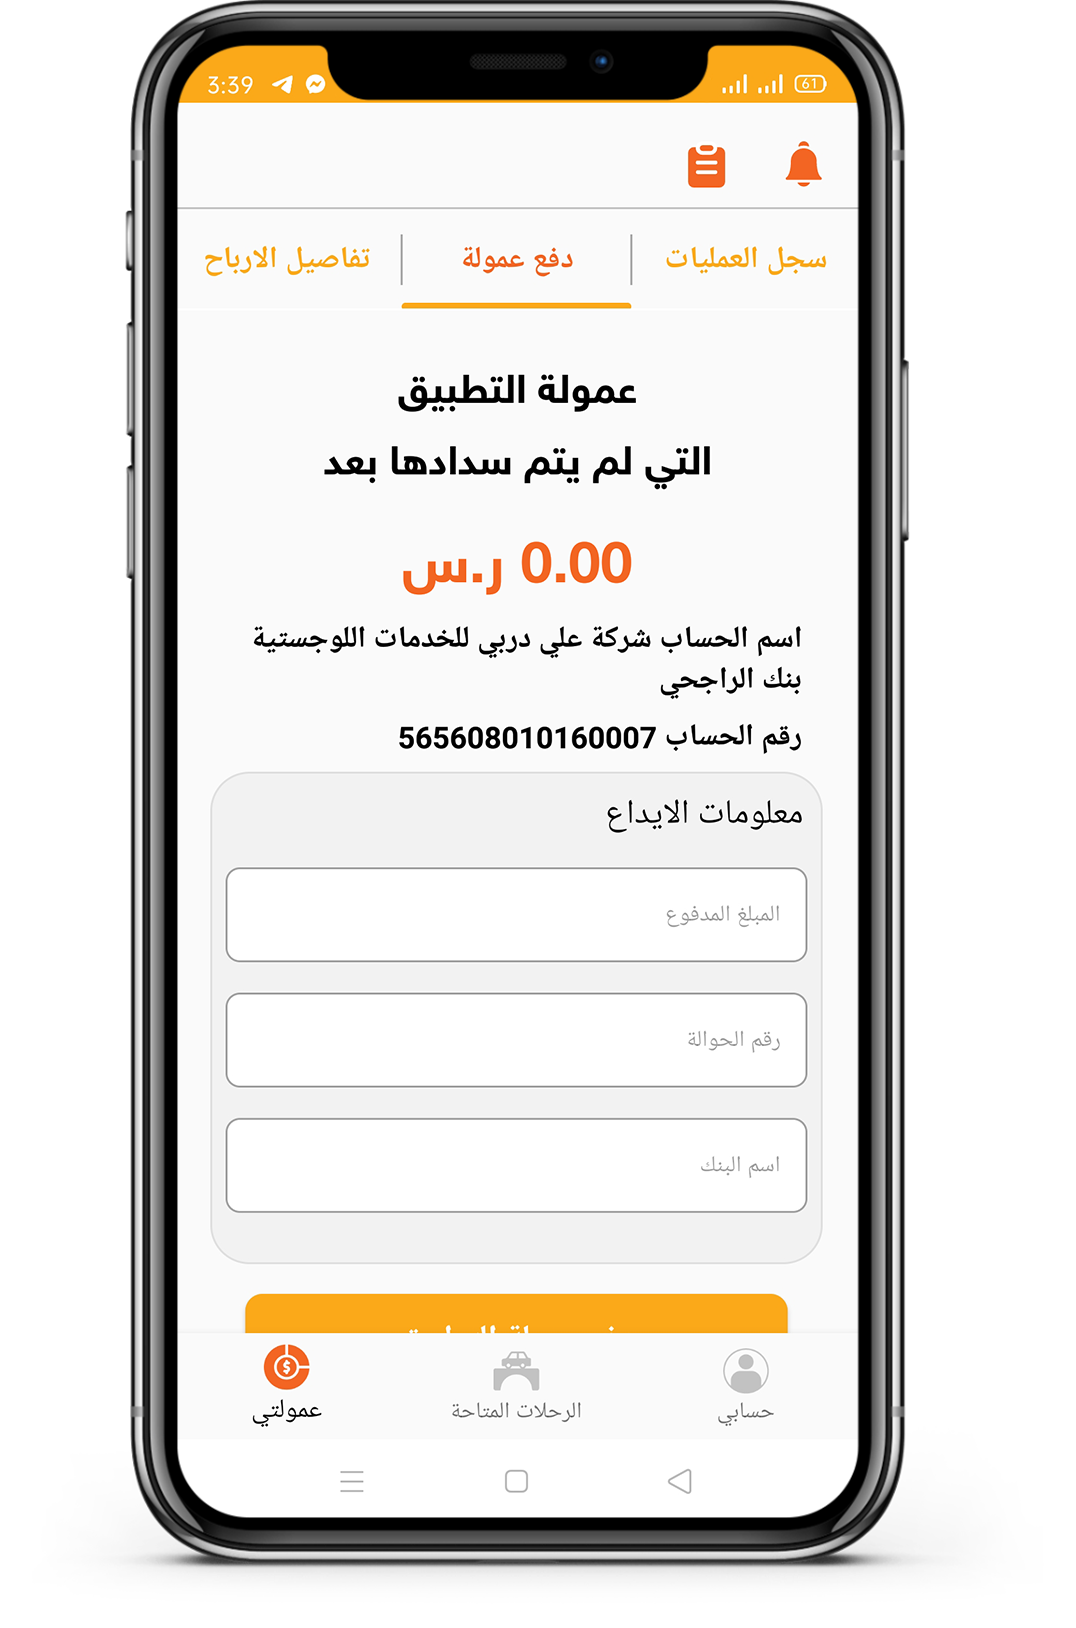 3:39
61
سجل العمليات
دفع عمولة
تفاصيل الارباح
عمولة التطبيق
التي لم يتم سدادها بعد
0.00 ر.س
اسم الحساب شركة علي دربي للخدمات اللوجستية
بنك الراجحي
رقم الحساب 565608010160007
معلومات الايداع
المبلغ المدفوع
رقم الحوالة
اسم البنك
حسابي
الرحلات المتاحة
عمولتي